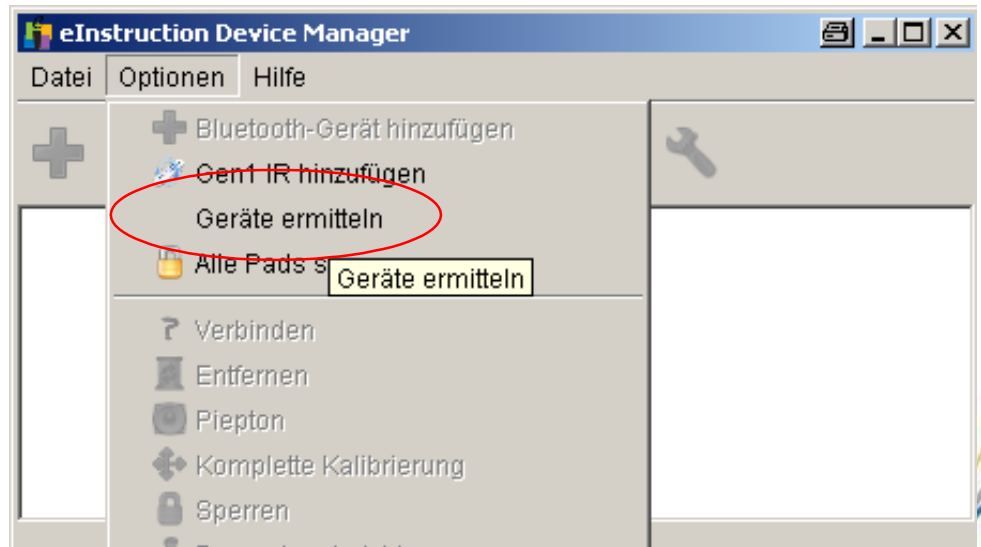 eInstruction Device Manager
Datei Optionen Hilfe
Bluetooth-Gerät hinzufügen
Gen1 IR hinzufügen
Geräte ermitteln
Alle Pads s
Geräte ermitteln
Verbinden
Entfernen
Piepton
Komplette Kalibrierung
Sperren